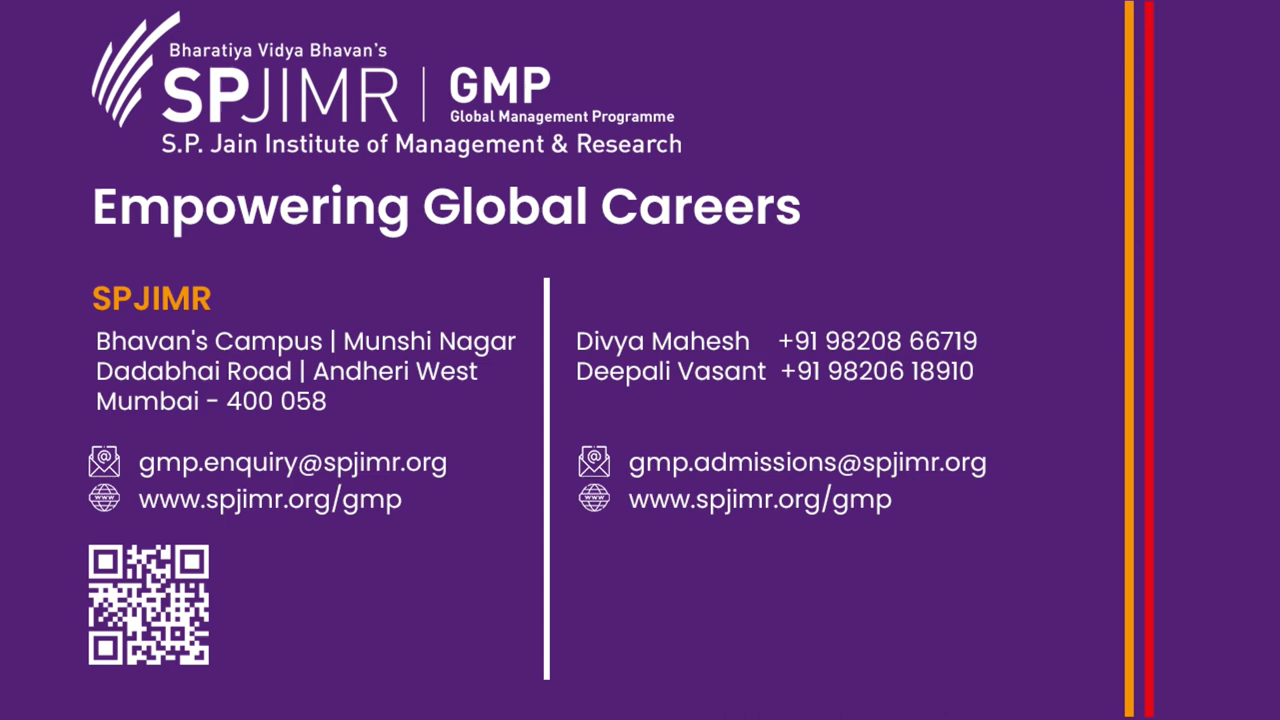 Bharatiya Vidya Bhavan's
SPJIMR | GMP
Global Management Programme
S.P. Jain Institute of Management & Research
Empowering Global Careers
SPJIMR
Bhavan's Campus | Munshi Nagar
Dadabhai Road | Andheri West
Mumbai - 400 058
gmp.enquiry@spjimr.org
www.spjimr.org/gmp
Divya Mahesh +91 98208 66719
Deepali Vasant +91 98206 18910
gmp.admissions@spjimr.org
www.spjimr.org/gmp